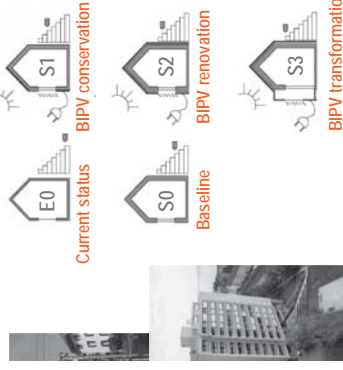 E0
Current status
S1
BIPV conservation
S0
Baseline
S2
BIPV renovation
S3
BIPV transformatio